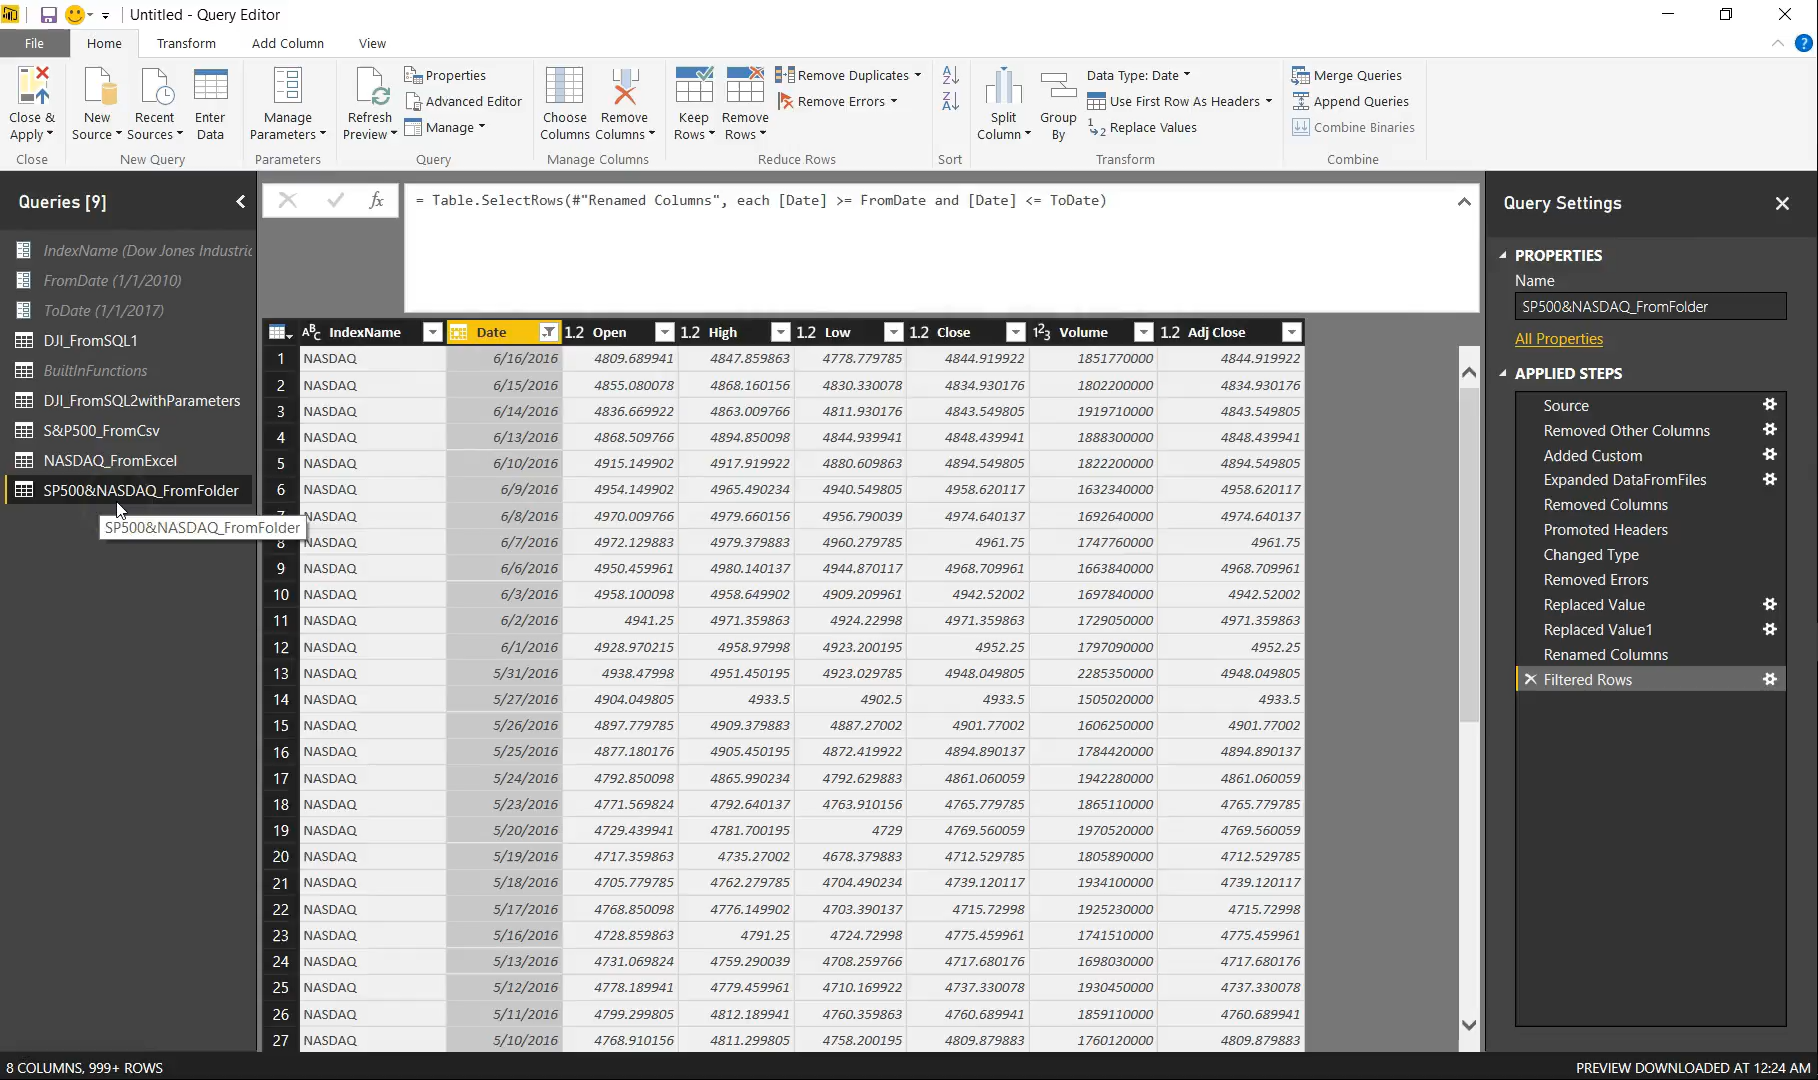 Untitled - Query Editor
File Home Transform Add Column View
Close & Apply
New Source
Recent Sources
Enter Data
Manage Parameters
Refresh Preview
Properties
Advanced Editor
Manage
Choose Columns
Remove Columns
Keep Rows
Remove Rows
Remove Duplicates
Remove Errors
Split Column
Group By
Data Type: Date
Use First Row As Headers
Replace Values
Merge Queries
Append Queries
Combine Binaries
Close New Query Parameters Query Manage Columns Reduce Rows Sort Transform Combine
Queries [9]
IndexName (Dow Jones Industric
FromDate (1/1/2010)
ToDate (1/1/2017)
DJI_FromSQL1
BuiltInFunctions
DJI_FromSQL2withParameters
S&P500_FromCsv
NASDAQ_FromExcel
SP500&NASDAQ_FromFolder
SP500&NASDAQ_FromFolder
fx
= Table.SelectRows(#"Renamed Columns", each [Date] >= FromDate and [Date] <= ToDate)
ABC IndexName Date 1.2 Open 1.2 High 1.2 Low 1.2 Close 123 Volume 1.2 Adj Close
1 NASDAQ 6/16/2016 4809.689941 4847.859863 4778.779785 4844.919922 1851770000 4844.919922
2 NASDAQ 6/15/2016 4855.080078 4868.160156 4830.330078 4834.930176 1802200000 4834.930176
3 NASDAQ 6/14/2016 4836.669922 4863.009766 4811.930176 4843.549805 1919710000 4843.549805
4 NASDAQ 6/13/2016 4868.509766 4894.850098 4844.939941 4848.439941 1888300000 4848.439941
5 NASDAQ 6/10/2016 4915.149902 4917.919922 4880.609863 4894.549805 1822200000 4894.549805
6 NASDAQ 6/9/2016 4954.149902 4965.490234 4940.549805 4958.620117 1632340000 4958.620117
7 NASDAQ 6/8/2016 4970.009766 4979.660156 4956.790039 4974.640137 1692640000 4974.640137
8 NASDAQ 6/7/2016 4972.129883 4979.379883 4960.279785 4961.75 1747760000 4961.75
9 NASDAQ 6/6/2016 4950.459961 4980.140137 4944.870117 4968.709961 1663840000 4968.709961
10 NASDAQ 6/3/2016 4958.100098 4958.649902 4909.209961 4942.52002 1697840000 4942.52002
11 NASDAQ 6/2/2016 4941.25 4971.359863 4924.22998 4971.359863 1729050000 4971.359863
12 NASDAQ 6/1/2016 4928.970215 4958.97998 4923.200195 4952.25 1797090000 4952.25
13 NASDAQ 5/31/2016 4938.47998 4951.450195 4923.029785 4948.049805 2285350000 4948.049805
14 NASDAQ 5/27/2016 4904.049805 4933.5 4902.5 4933.5 1505020000 4933.5
15 NASDAQ 5/26/2016 4897.779785 4909.379883 4887.27002 4901.77002 1606250000 4901.77002
16 NASDAQ 5/25/2016 4877.180176 4905.450195 4872.419922 4894.890137 1784420000 4894.890137
17 NASDAQ 5/24/2016 4792.850098 4865.990234 4792.629883 4861.060059 1942280000 4861.060059
18 NASDAQ 5/23/2016 4771.569824 4792.640137 4763.910156 4765.779785 1865110000 4765.779785
19 NASDAQ 5/20/2016 4729.439941 4781.700195 4729 4769.560059 1970520000 4769.560059
20 NASDAQ 5/19/2016 4717.359863 4735.27002 4678.379883 4712.529785 1805890000 4712.529785
21 NASDAQ 5/18/2016 4705.779785 4762.279785 4704.490234 4739.120117 1934100000 4739.120117
22 NASDAQ 5/17/2016 4768.850098 4776.149902 4703.390137 4715.72998 1925230000 4715.72998
23 NASDAQ 5/16/2016 4728.859863 4791.25 4724.72998 4775.459961 1741510000 4775.459961
24 NASDAQ 5/13/2016 4731.069824 4759.290039 4708.259766 4717.680176 1698030000 4717.680176
25 NASDAQ 5/12/2016 4778.189941 4779.459961 4710.169922 4737.330078 1930450000 4737.330078
26 NASDAQ 5/11/2016 4799.299805 4812.189941 4760.359863 4760.689941 1859110000 4760.689941
27 NASDAQ 5/10/2016 4768.910156 4811.299805 4758.200195 4809.879883 1760120000 4809.879883
Query Settings
PROPERTIES
Name
SP500&NASDAQ_FromFolder
All Properties
APPLIED STEPS
Source
Removed Other Columns
Added Custom
Expanded DataFromFiles
Removed Columns
Promoted Headers
Changed Type
Removed Errors
Replaced Value
Replaced Value1
Renamed Columns
Filtered Rows
8 COLUMNS, 999+ ROWS
PREVIEW DOWNLOADED AT 12:24 AM